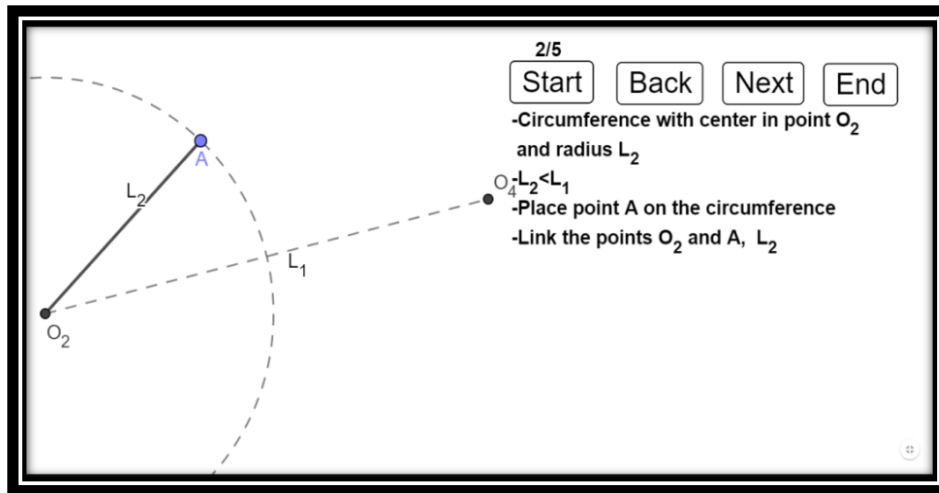 2/5
Start Back Next End
-Circumference with center in point O₂
and radius L₂
-L₂<L₁
-Place point A on the circumference
-Link the points O₂ and A, L₂
A
L₂
O₄
L₁
O₂